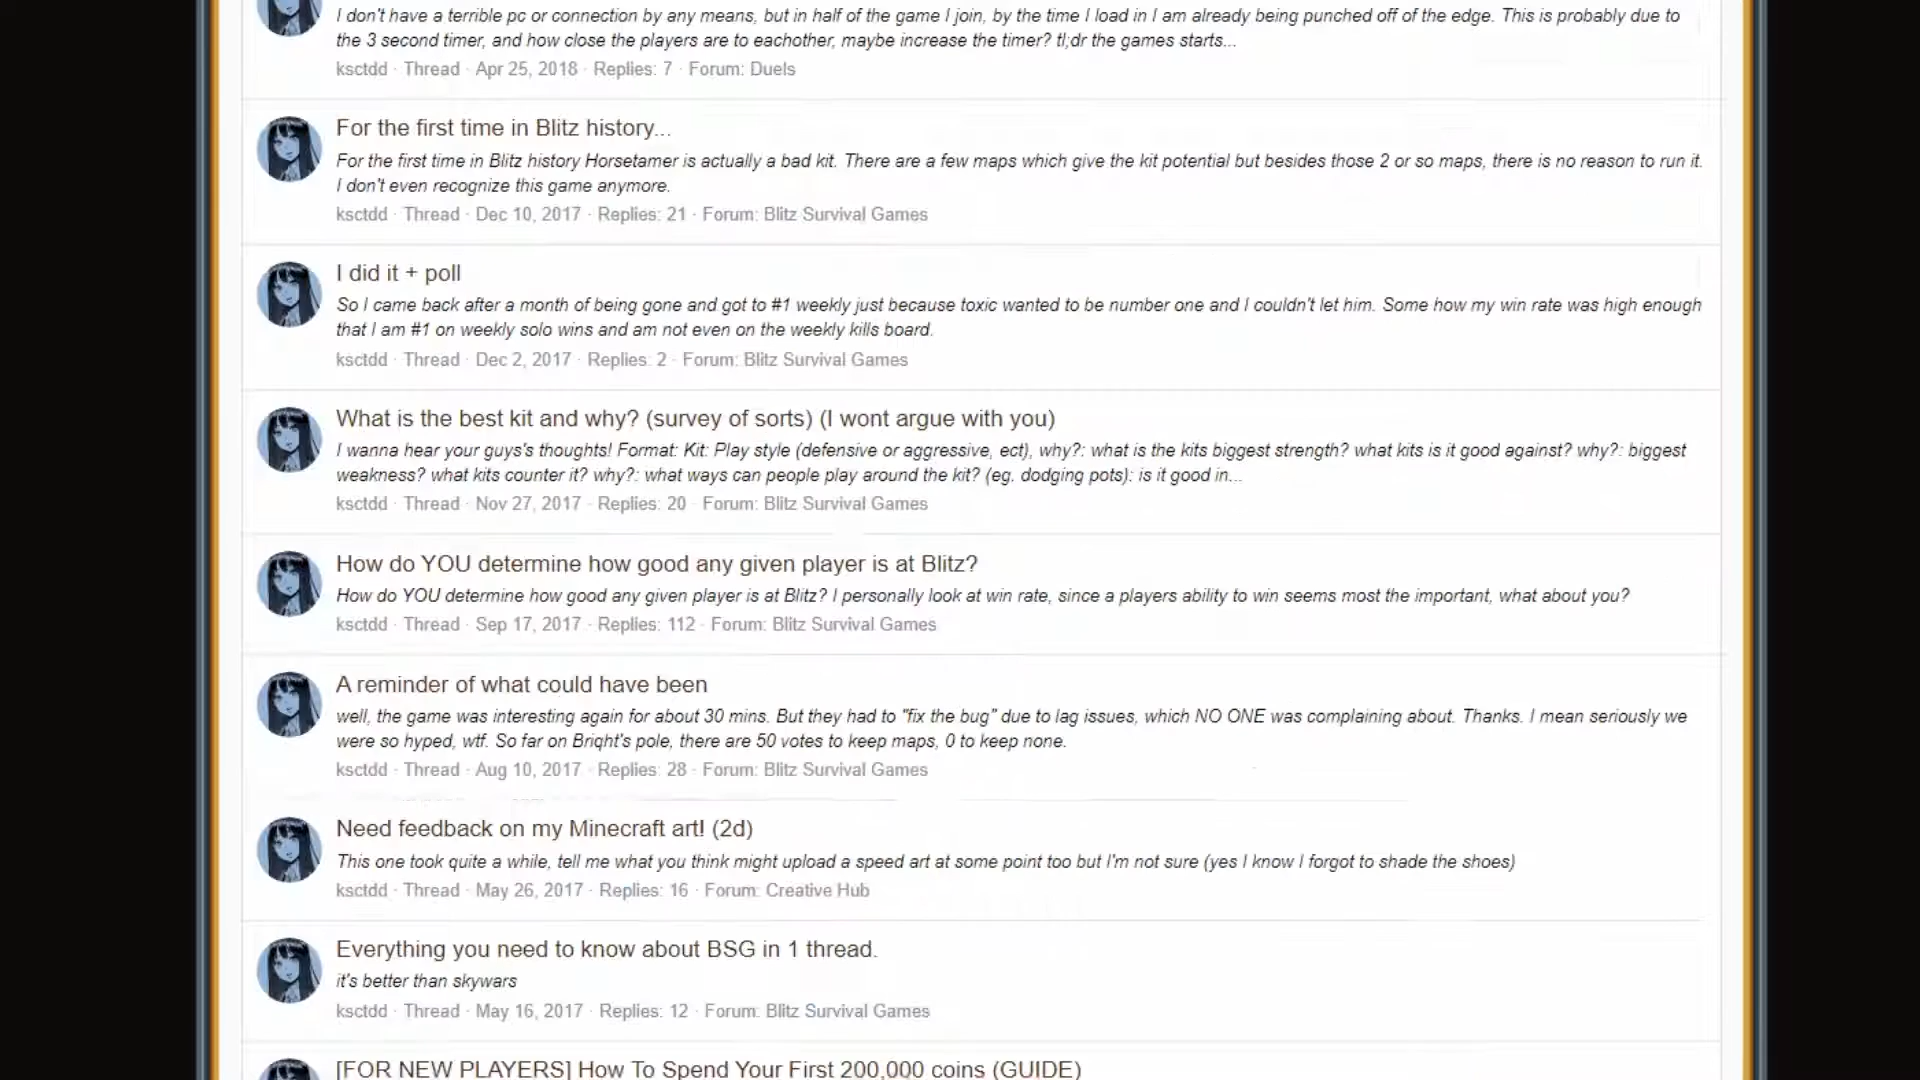 I don't have a terrible pc or connection by any means, but in half of the game I join, by the time I load in I am already being punched off of the edge. This is probably due to
the 3 second timer, and how close the players are to eachother, maybe increase the timer? tl;dr the games starts...
ksctdd · Thread · Apr 25, 2018 · Replies: 7 · Forum: Duels
For the first time in Blitz history...
For the first time in Blitz history Horsetamer is actually a bad kit. There are a few maps which give the kit potential but besides those 2 or so maps, there is no reason to run it.
I don't even recognize this game anymore.
ksctdd · Thread · Dec 10, 2017 · Replies: 21 · Forum: Blitz Survival Games
I did it + poll
So I came back after a month of being gone and got to #1 weekly just because toxic wanted to be number one and I couldn't let him. Some how my win rate was high enough
that I am #1 on weekly solo wins and am not even on the weekly kills board.
ksctdd · Thread · Dec 2, 2017 · Replies: 2 · Forum: Blitz Survival Games
What is the best kit and why? (survey of sorts) (I wont argue with you)
I wanna hear your guys's thoughts! Format: Kit: Play style (defensive or aggressive, ect), why?: what is the kits biggest strength? what kits is it good against? why?: biggest
weakness? what kits counter it? why?: what ways can people play around the kit? (eg. dodging pots): is it good in...
ksctdd · Thread · Nov 27, 2017 · Replies: 20 · Forum: Blitz Survival Games
How do YOU determine how good any given player is at Blitz?
How do YOU determine how good any given player is at Blitz? I personally look at win rate, since a players ability to win seems most the important, what about you?
ksctdd · Thread · Sep 17, 2017 · Replies: 112 · Forum: Blitz Survival Games
A reminder of what could have been
well, the game was interesting again for about 30 mins. But they had to "fix the bug" due to lag issues, which NO ONE was complaining about. Thanks. I mean seriously we
were so hyped, wtf. So far on Bright's pole, there are 50 votes to keep maps, 0 to keep none.
ksctdd · Thread · Aug 10, 2017 · Replies: 28 · Forum: Blitz Survival Games
Need feedback on my Minecraft art! (2d)
This one took quite a while, tell me what you think might upload a speed art at some point too but I'm not sure (yes I know I forgot to shade the shoes)
ksctdd · Thread · May 26, 2017 · Replies: 16 · Forum: Creative Hub
Everything you need to know about BSG in 1 thread.
it's better than skywars
ksctdd · Thread · May 16, 2017 · Replies: 12 · Forum: Blitz Survival Games
[FOR NEW PLAYERS] How To Spend Your First 200,000 coins (GUIDE)